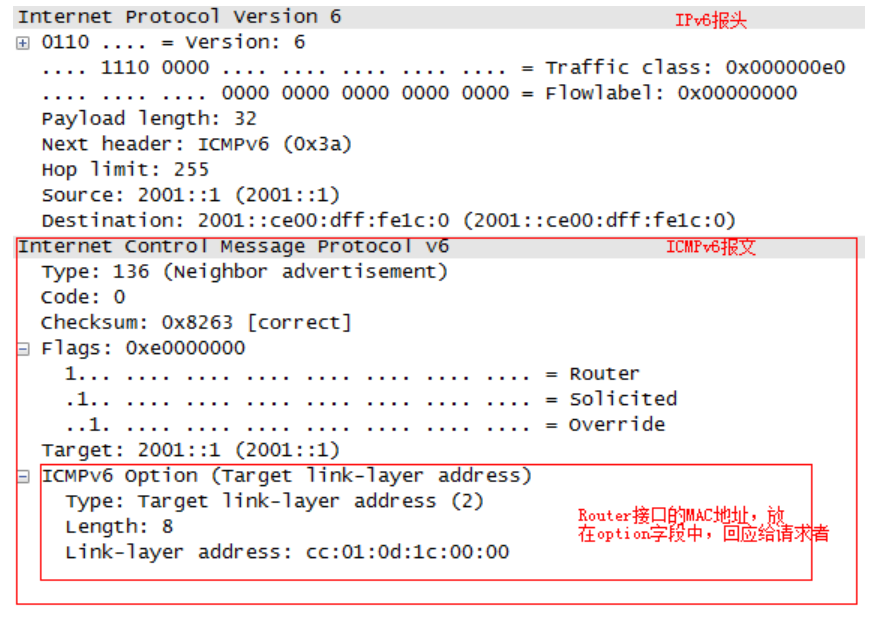 Internet Protocol Version 6 IPv6报头
0110 .... = Version: 6
.... 1110 0000 .... .... .... .... .... = Traffic class: 0x000000e0
.... .... .... 0000 0000 0000 0000 0000 = Flowlabel: 0x00000000
Payload length: 32
Next header: ICMPv6 (0x3a)
Hop limit: 255
Source: 2001::1 (2001::1)
Destination: 2001::ce00:dff:fe1c:0 (2001::ce00:dff:fe1c:0)
Internet Control Message Protocol v6 ICMPv6报文
Type: 136 (Neighbor advertisement)
Code: 0
Checksum: 0x8263 [correct]
Flags: 0xe0000000
1... .... .... .... .... .... .... .... = Router
.1.. .... .... .... .... .... .... .... = Solicited
..1. .... .... .... .... .... .... .... = Override
Target: 2001::1 (2001::1)
ICMPv6 Option (Target link-layer address)
Type: Target link-layer address (2)
Length: 8
Link-layer address: cc:01:0d:1c:00:00
Router接口的MAC地址，放
在option字段中，回应给请求者